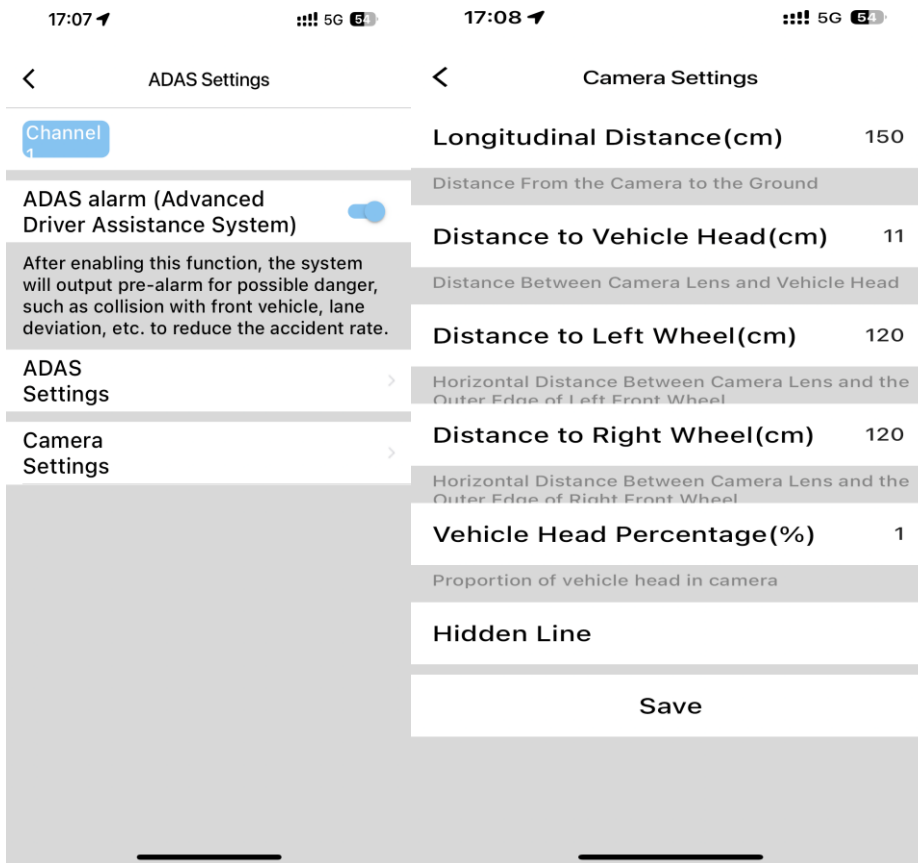 17:07
5G 54
ADAS Settings
Channel
1
ADAS alarm (Advanced
Driver Assistance System)
After enabling this function, the system
will output pre-alarm for possible danger,
such as collision with front vehicle, lane
deviation, etc. to reduce the accident rate.
ADAS
Settings
Camera
Settings
17:08
5G 54
Camera Settings
Longitudinal Distance(cm) 150
Distance From the Camera to the Ground
Distance to Vehicle Head(cm) 11
Distance Between Camera Lens and Vehicle Head
Distance to Left Wheel(cm) 120
Horizontal Distance Between Camera Lens and the
Outer Edge of Left Front Wheel
Distance to Right Wheel(cm) 120
Horizontal Distance Between Camera Lens and the
Outer Edge of Right Front Wheel
Vehicle Head Percentage(%) 1
Proportion of vehicle head in camera
Hidden Line
Save